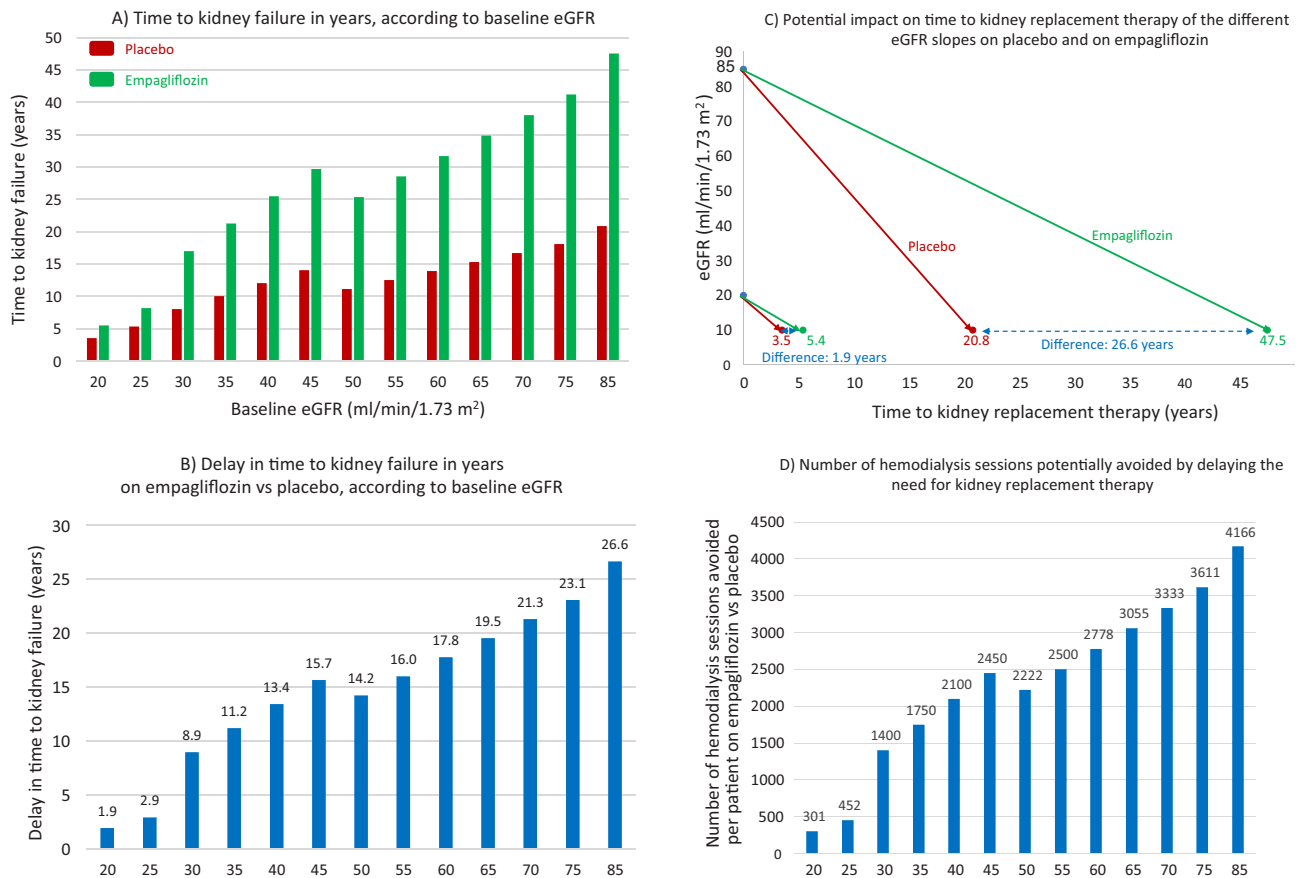 A) Time to kidney failure in years, according to baseline eGFR
Time to kidney failure (years)
50
45
40
35
30
25
20
15
10
5
0
Placebo
Empagliflozin
20 25 30 35 40 45 50 55 60 65 70 75 85
Baseline eGFR (ml/min/1.73 m²)
C) Potential impact on time to kidney replacement therapy of the different
eGFR slopes on placebo and on empagliflozin
eGFR (ml/min/1.73 m²)
90
85
80
70
60
50
40
30
20
10
0
Empagliflozin
Placebo
3.5 5.4 20.8 47.5
Difference: 1.9 years
Difference: 26.6 years
0 5 10 15 20 25 30 35 40 45
Time to kidney replacement therapy (years)
B) Delay in time to kidney failure in years
on empagliflozin vs placebo, according to baseline eGFR
Delay in time to kidney failure (years)
30
25
20
15
10
5
0
1.9 2.9 8.9 11.2 13.4 15.7 14.2 16.0 17.8 19.5 21.3 23.1 26.6
20 25 30 35 40 45 50 55 60 65 70 75 85
D) Number of hemodialysis sessions potentially avoided by delaying the
need for kidney replacement therapy
Number of hemodialysis sessions avoided
per patient on empagliflozin vs placebo
4500
4000
3500
3000
2500
2000
1500
1000
500
0
301 452 1400 1750 2100 2450 2222 2500 2778 3055 3333 3611 4166
20 25 30 35 40 45 50 55 60 65 70 75 85